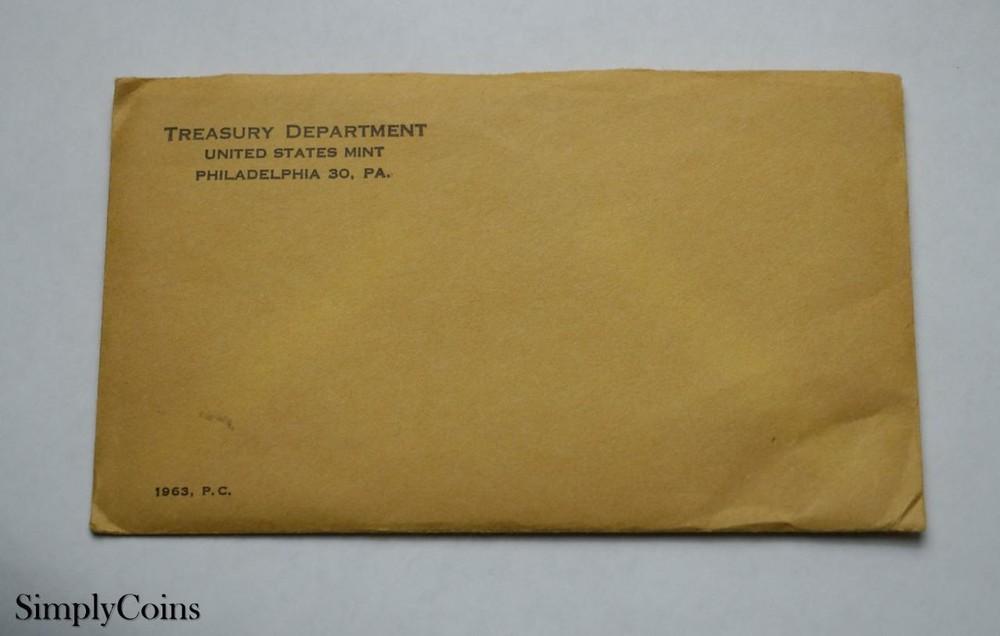 TREASURY DEPARTMENT
UNITED STATES MINT
PHILADELPHIA 30, PA.
1963, P.C.
SimplyCoins